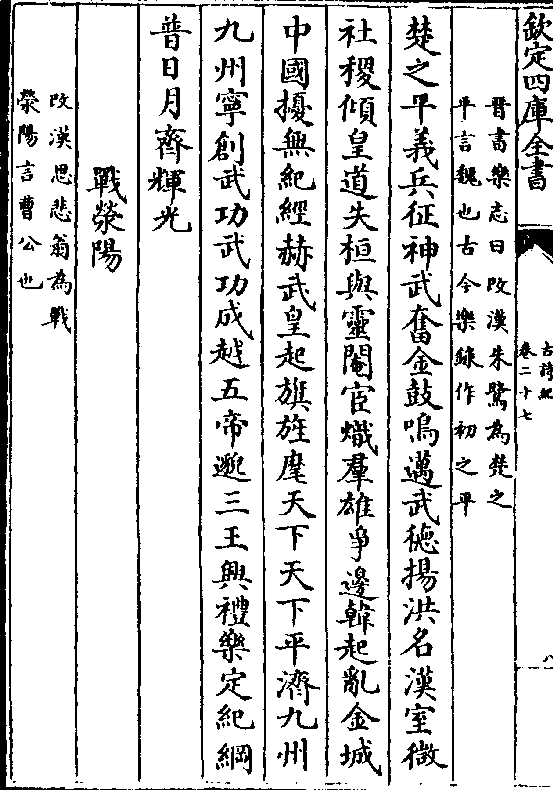 欽定四庫全書
古詩紀
卷二十七
八
晉書樂志曰改漢朱鷺為楚之
平言魏也古今樂錄作初之平
楚之平義兵征神武奮金鼓鳴邁武徳揚洪名漢室微
社稷傾皇道失桓與靈閹宦熾羣雄爭邊韓起亂金城
中國擾無紀經赫武皇起旗旌麾天下天下平濟九州
九州寧創武功武功成越五帝邈三王興禮樂定紀綱
普日月齊輝光
戰滎陽
改漢思悲翁為戰
滎陽言曹公也